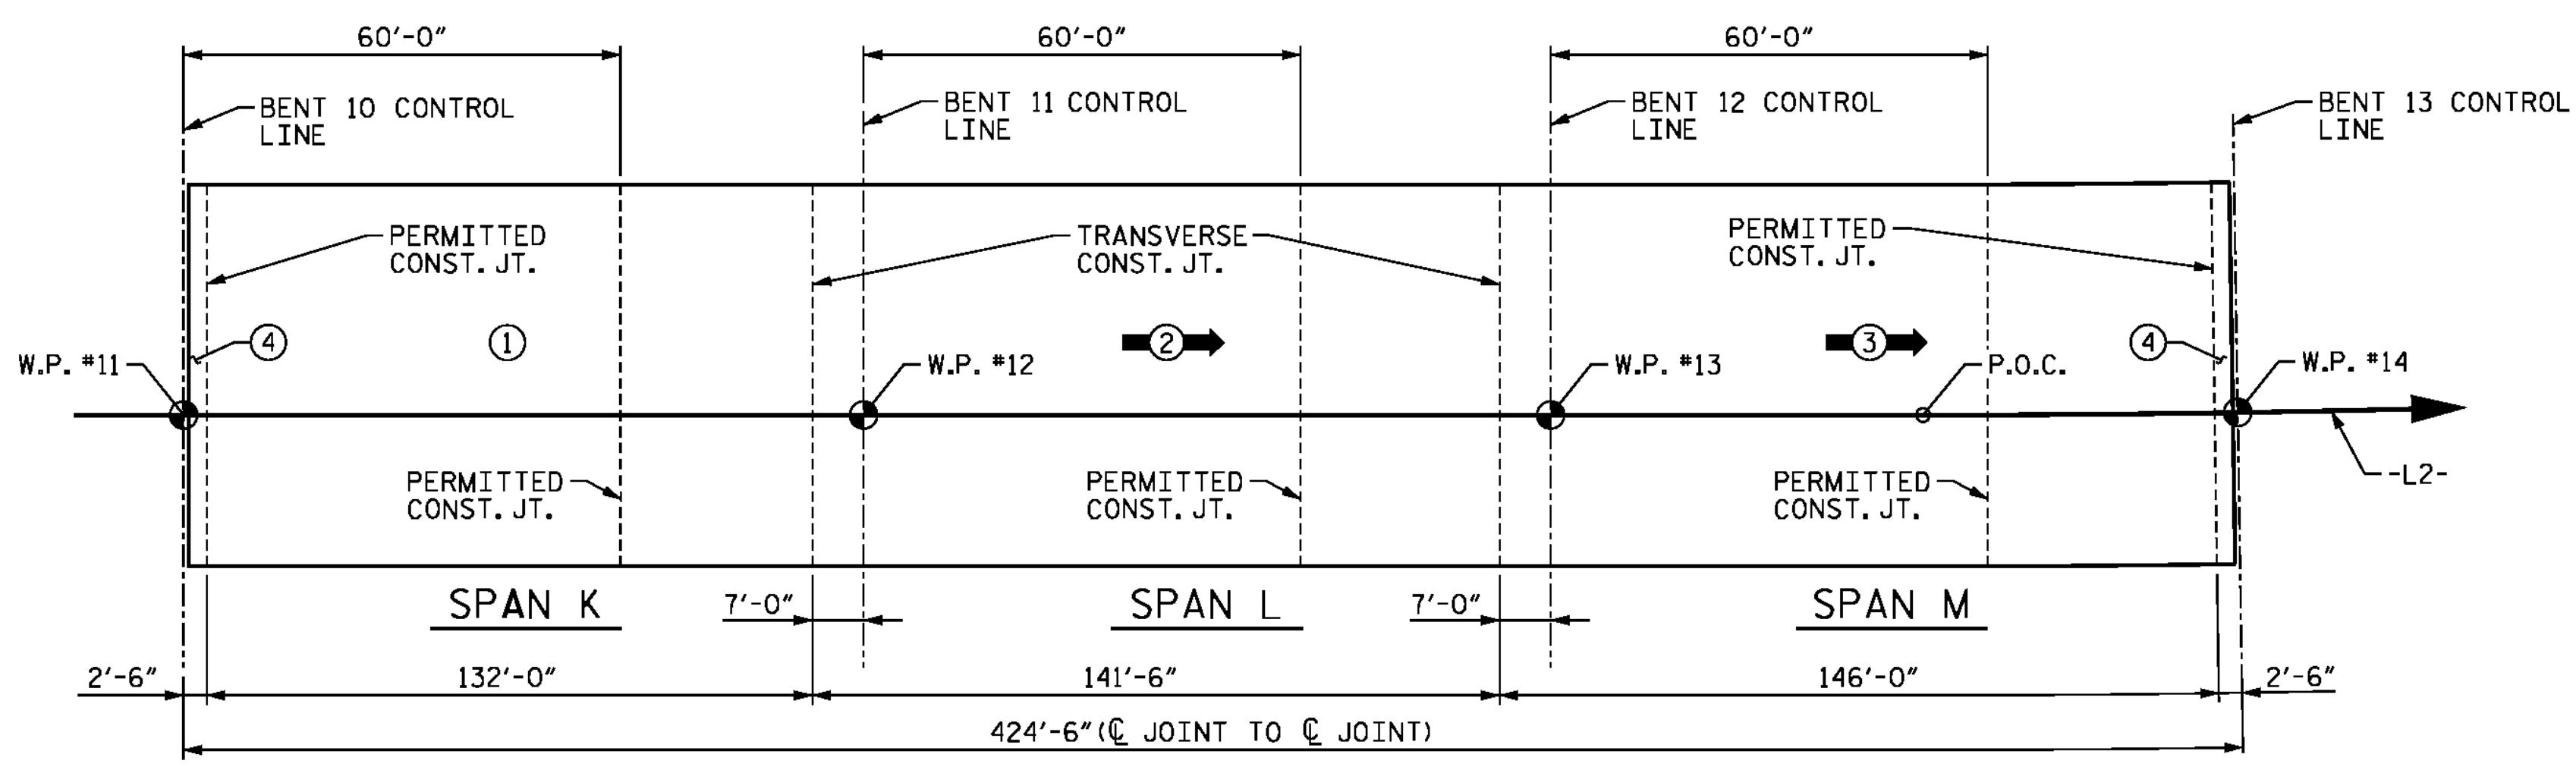 60'-0"
60'-0"
60'-0"
BENT 10 CONTROL
LINE
BENT 11 CONTROL
LINE
BENT 12 CONTROL
LINE
BENT 13 CONTROL
LINE
PERMITTED
CONST. JT.
TRANSVERSE
CONST. JT.
PERMITTED
CONST. JT.
4
1
2
3
4
W.P. #11
W.P. #12
W.P. #13
P.O.C.
W.P. #14
-L2-
PERMITTED
CONST. JT.
PERMITTED
CONST. JT.
PERMITTED
CONST. JT.
SPAN K
7'-0"
SPAN L
7'-0"
SPAN M
2'-6"
132'-0"
141'-6"
146'-0"
2'-6"
424'-6" (℄ JOINT TO ℄ JOINT)